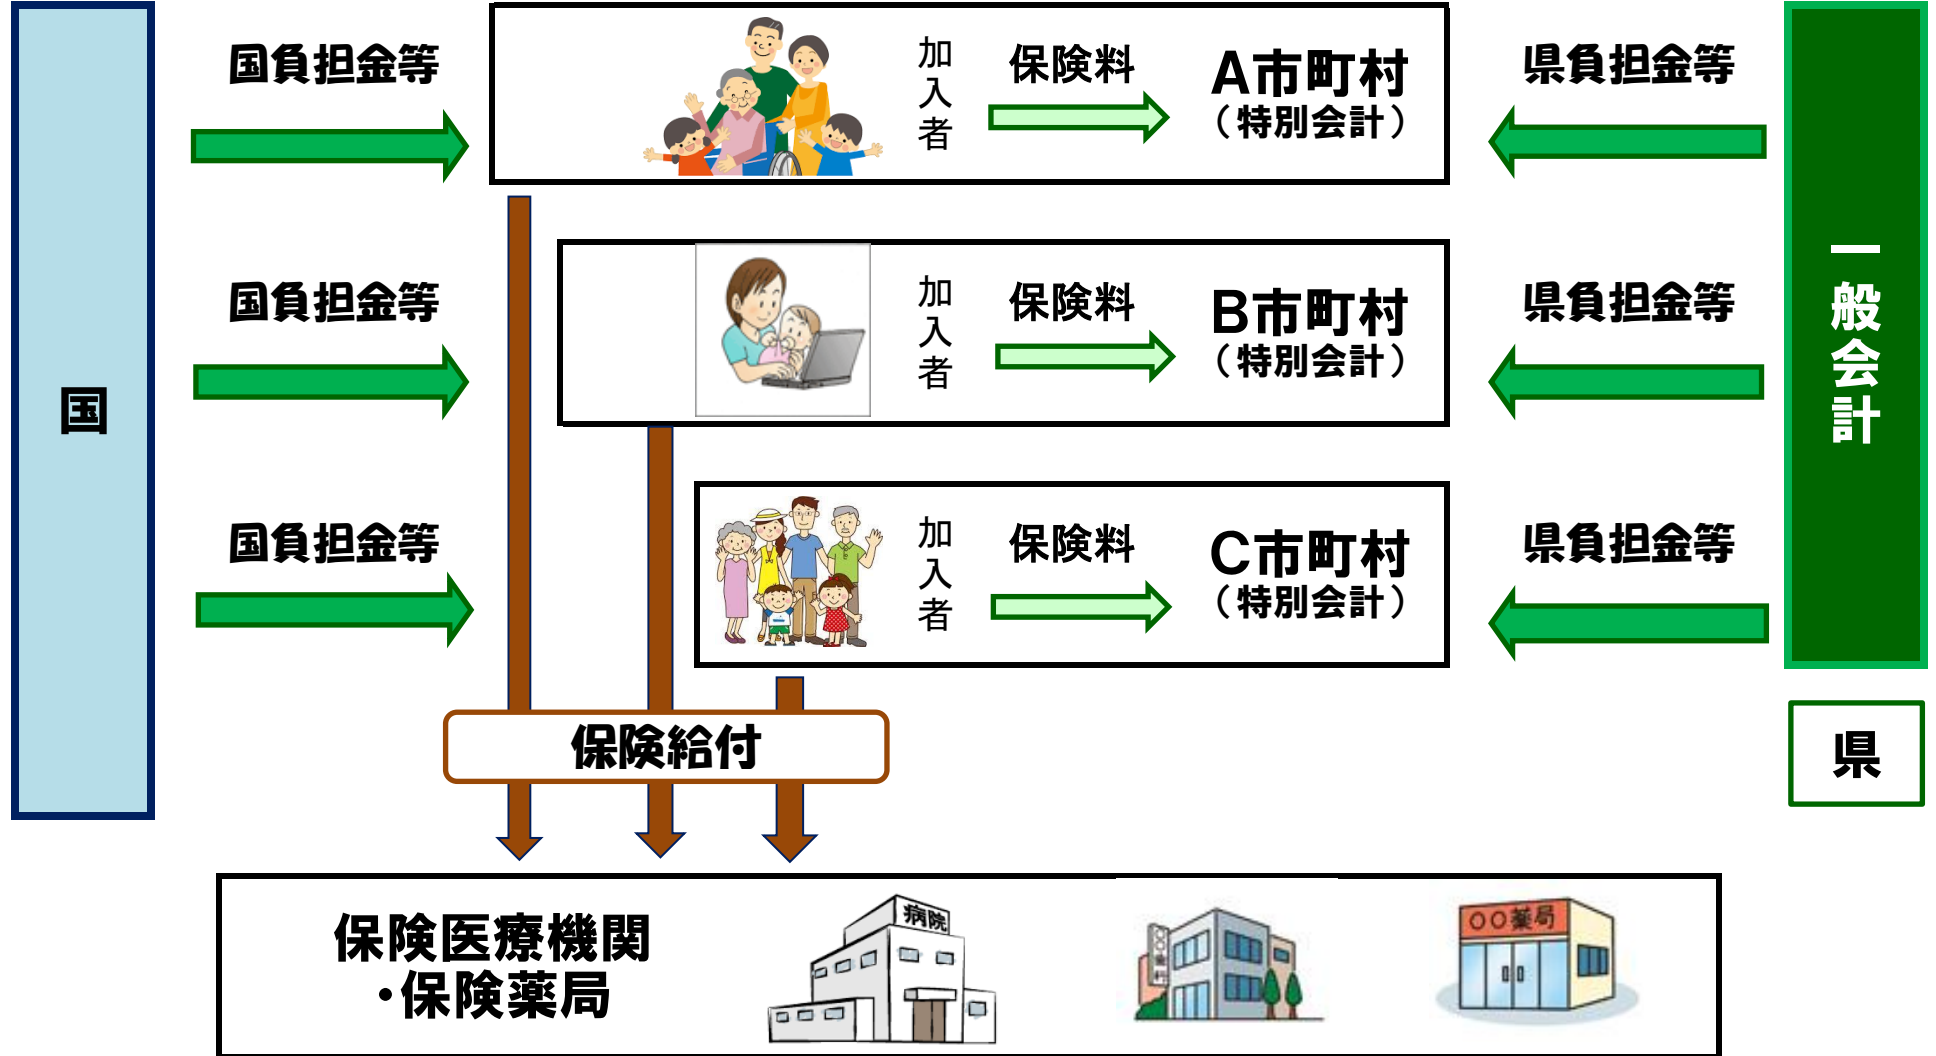 国
国負担金等
加入者
保険料
A市町村
（特別会計）
県負担金等
国負担金等
加入者
保険料
B市町村
（特別会計）
県負担金等
国負担金等
加入者
保険料
C市町村
（特別会計）
県負担金等
一般会計
県
保険給付
保険医療機関
・保険薬局
病院
〇〇薬局